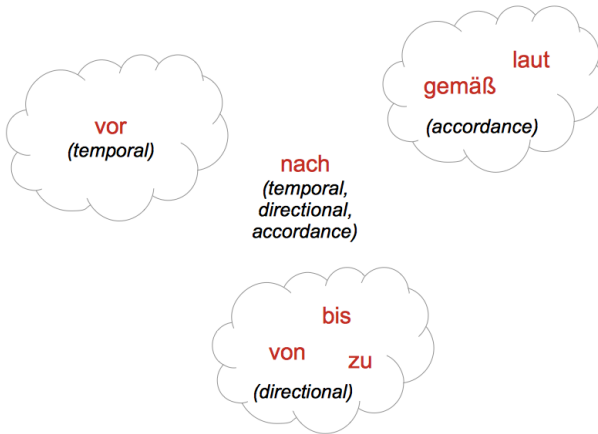 laut
gemäß
(accordance)
vor
(temporal)
nach
(temporal,
directional,
accordance)
bis
von
zu
(directional)